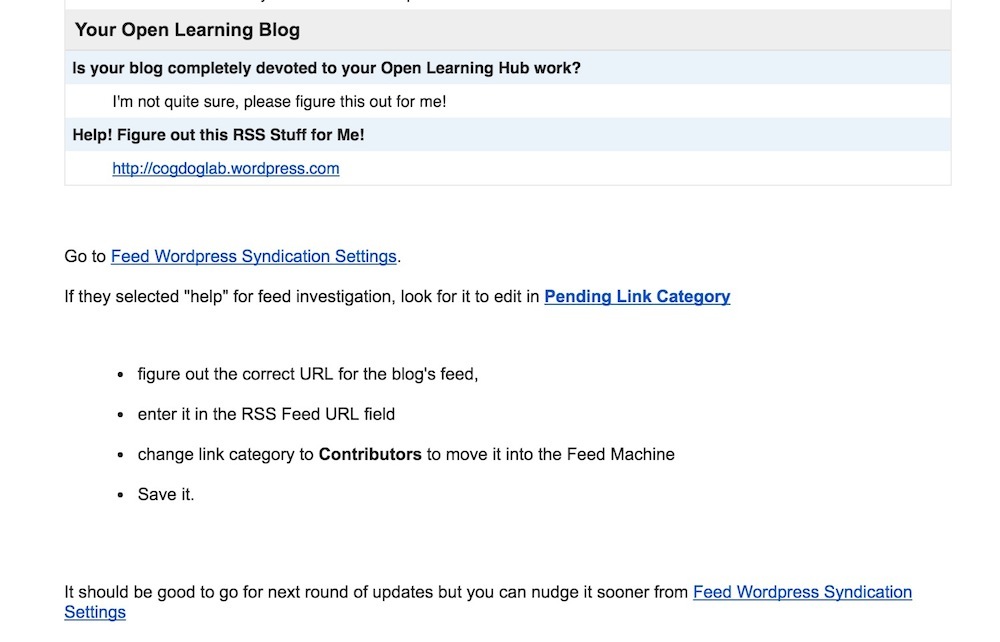 Your Open Learning Blog
Is your blog completely devoted to your Open Learning Hub work?
I'm not quite sure, please figure this out for me!
Help! Figure out this RSS Stuff for Me!
http://cogdoglab.wordpress.com
Go to Feed Wordpress Syndication Settings.
If they selected "help" for feed investigation, look for it to edit in Pending Link Category
• figure out the correct URL for the blog's feed,
• enter it in the RSS Feed URL field
• change link category to Contributors to move it into the Feed Machine
• Save it.
It should be good to go for next round of updates but you can nudge it sooner from Feed Wordpress Syndication
Settings